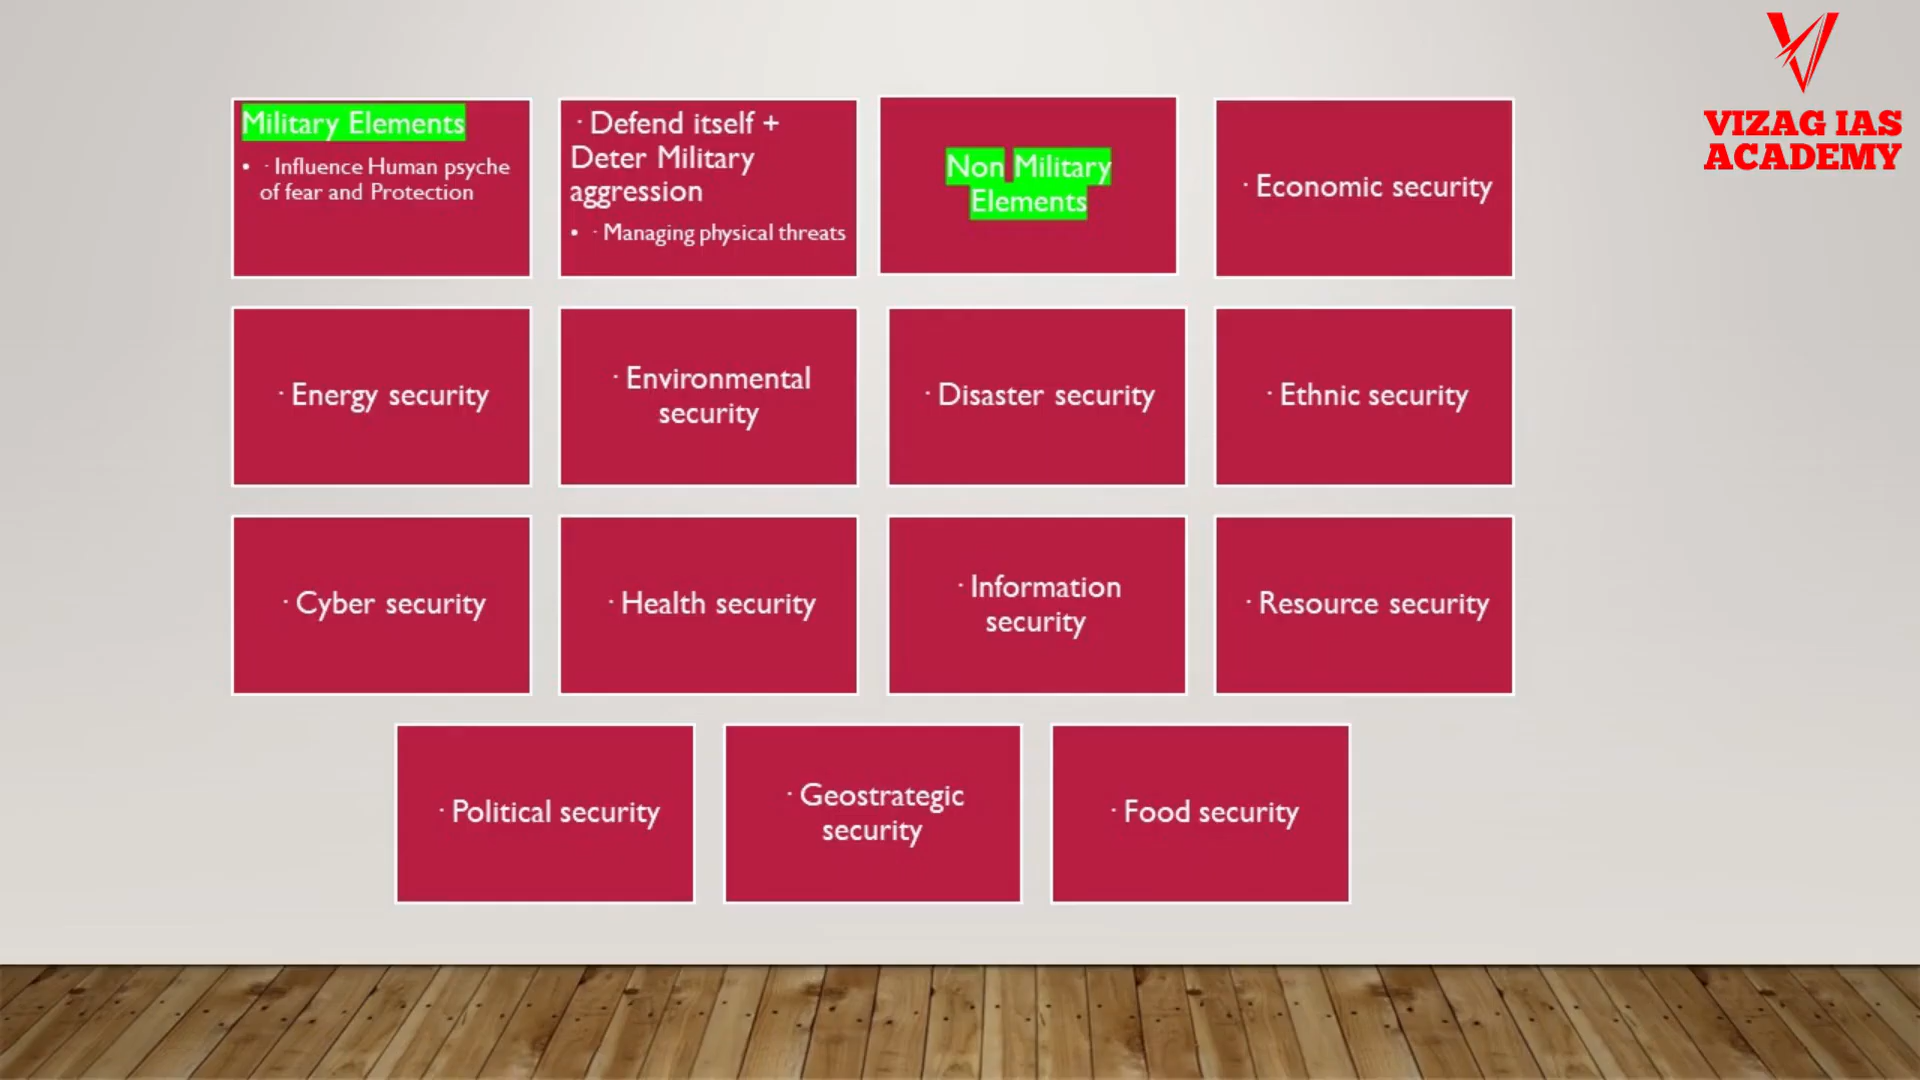 Military Elements
• · Influence Human psyche
of fear and Protection
· Defend itself +
Deter Military
aggression
• · Managing physical threats
Non Military
Elements
· Economic security
VIZAG IAS
ACADEMY
· Energy security
· Environmental
security
· Disaster security
· Ethnic security
· Cyber security
· Health security
· Information
security
· Resource security
· Political security
· Geostrategic
security
· Food security